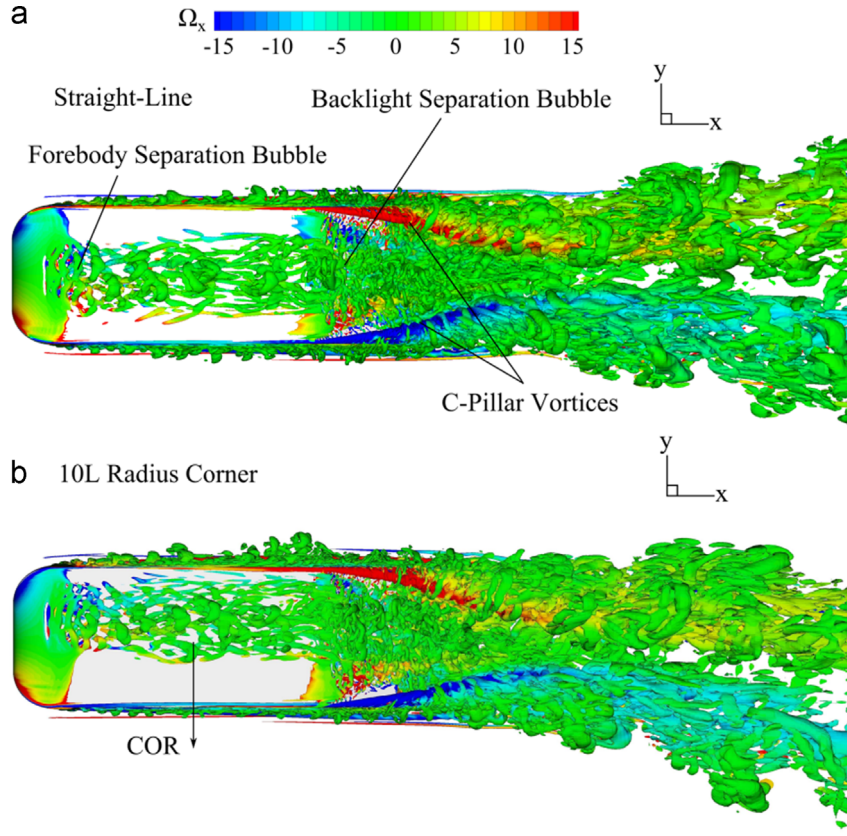 a
Ωx
-15 -10 -5 0 5 10 15
Straight-Line
Backlight Separation Bubble
Forebody Separation Bubble
y
x
C-Pillar Vortices
b
10L Radius Corner
y
x
COR